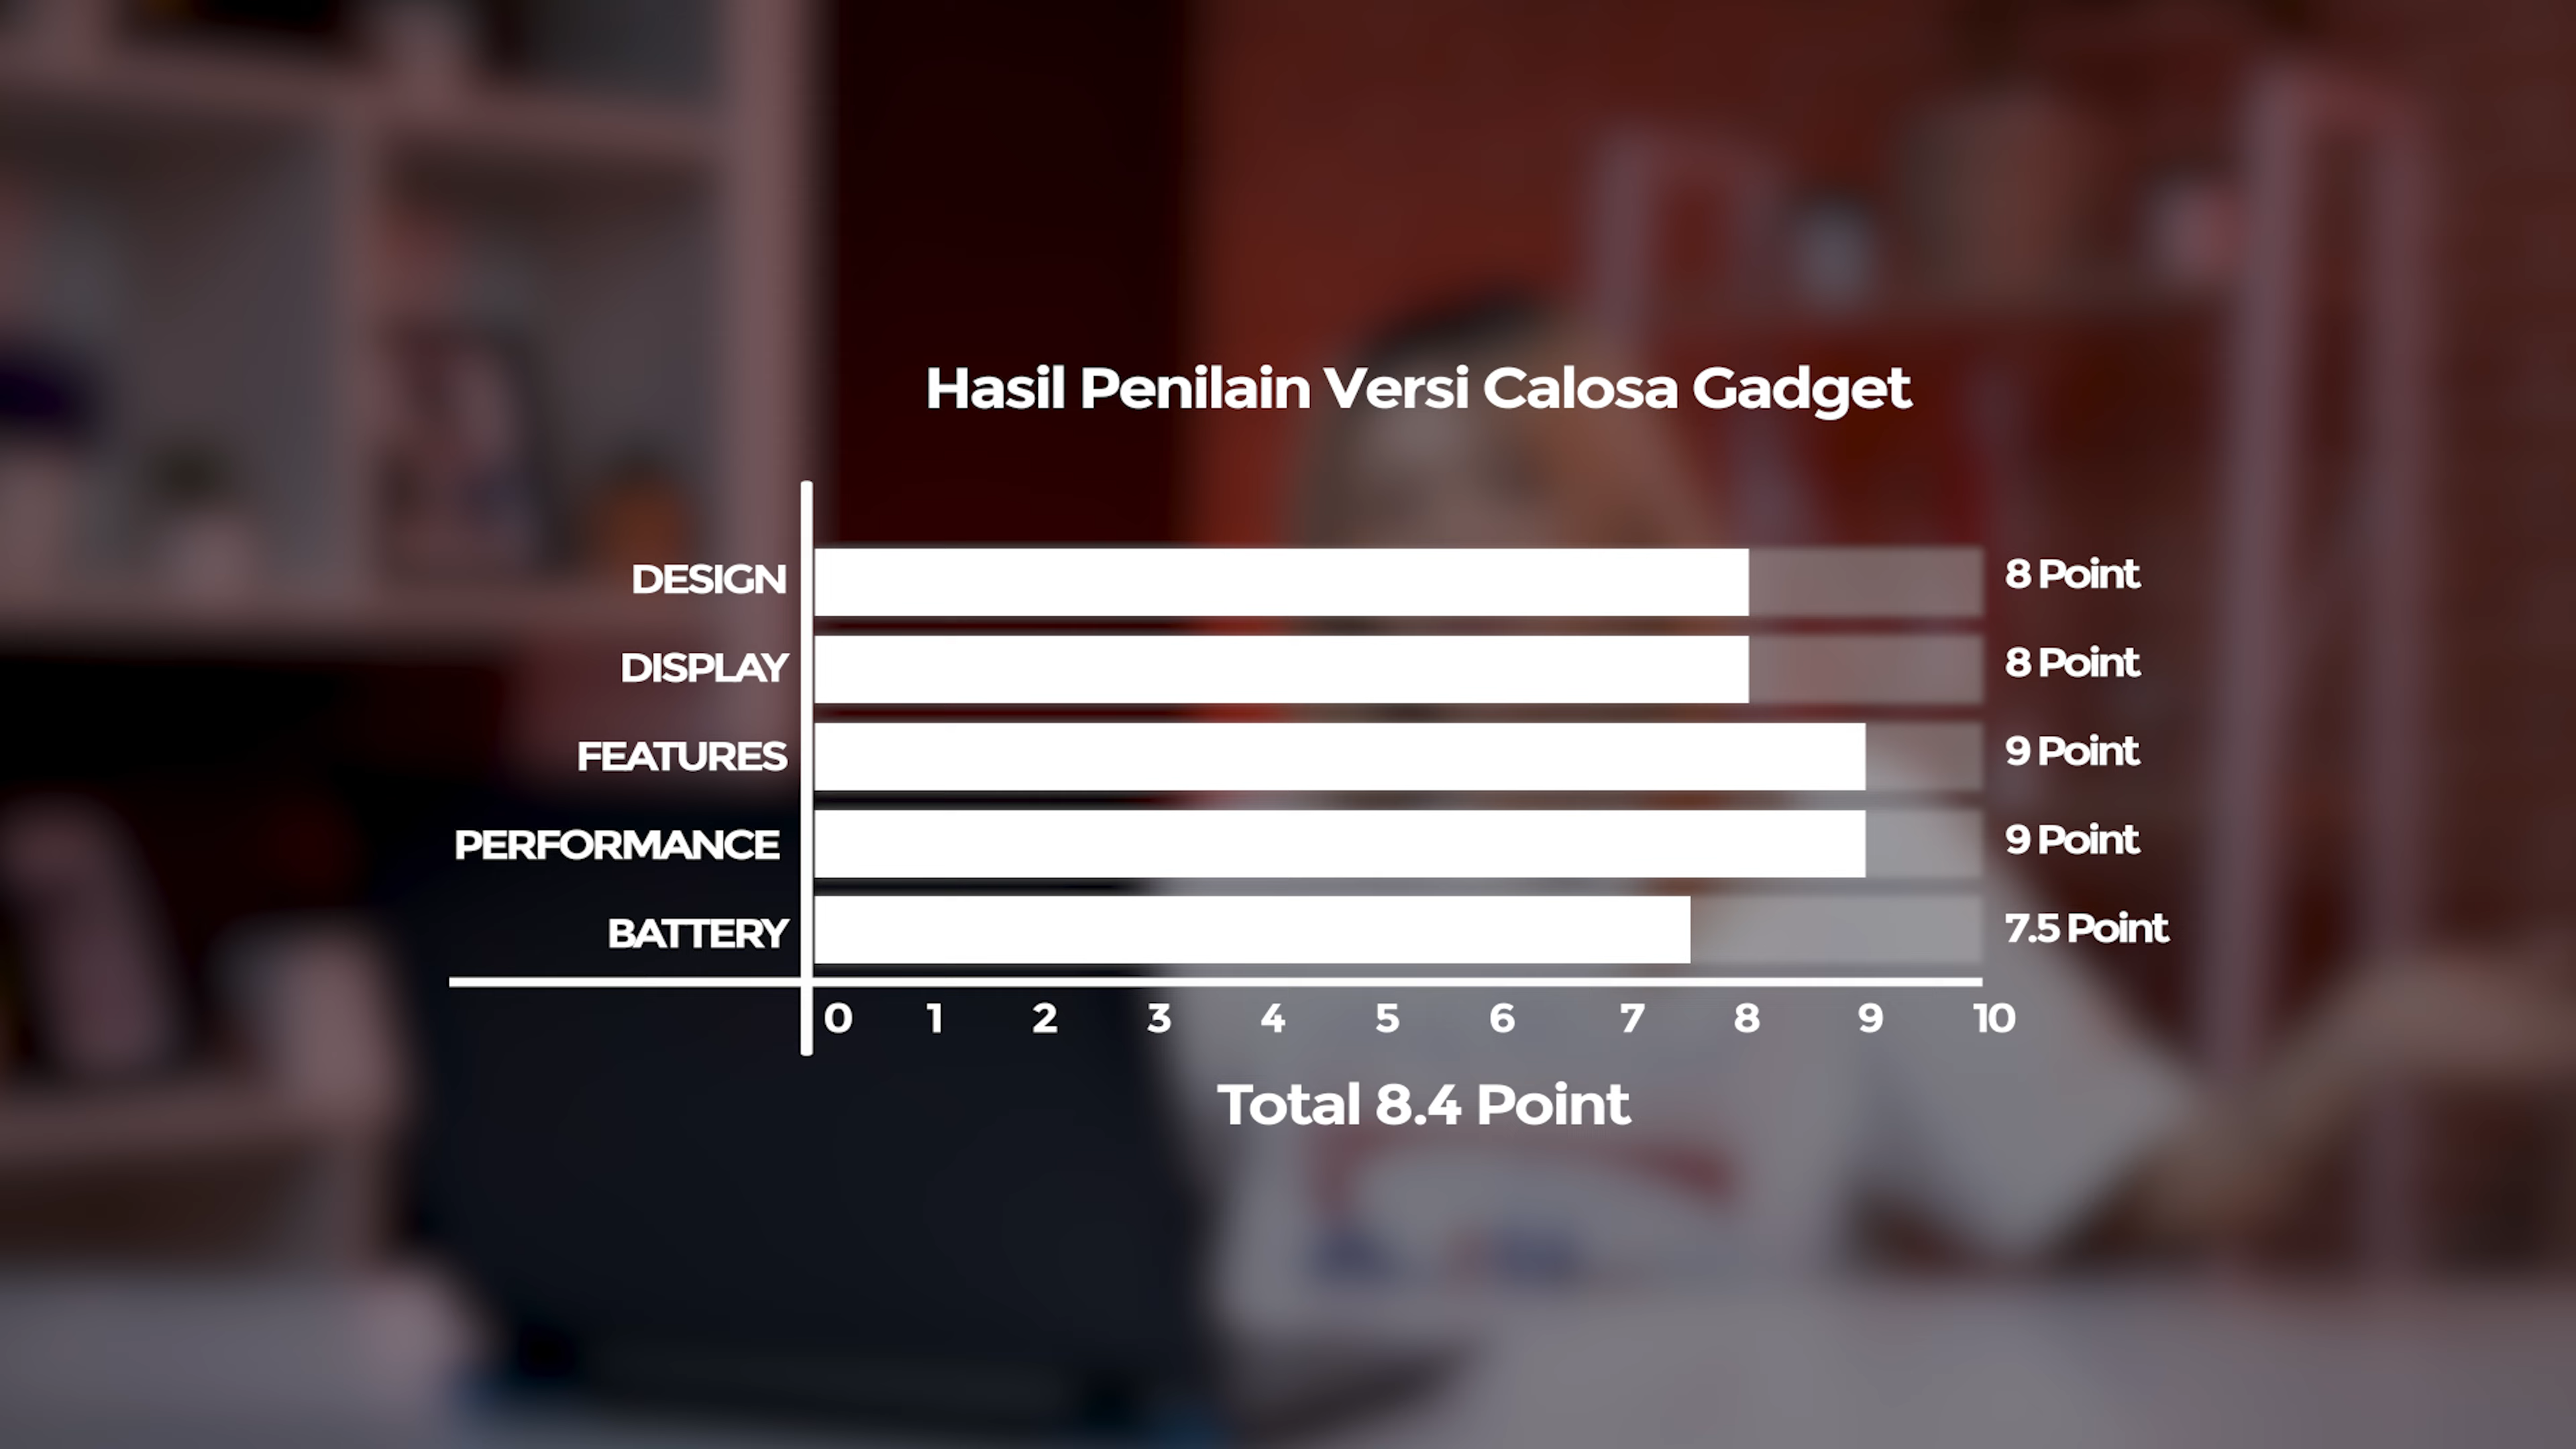 Hasil Penilain Versi Calosa Gadget
DESIGN 8 Point
DISPLAY 8 Point
FEATURES 9 Point
PERFORMANCE 9 Point
BATTERY 7.5 Point
0 1 2 3 4 5 6 7 8 9 10
Total 8.4 Point